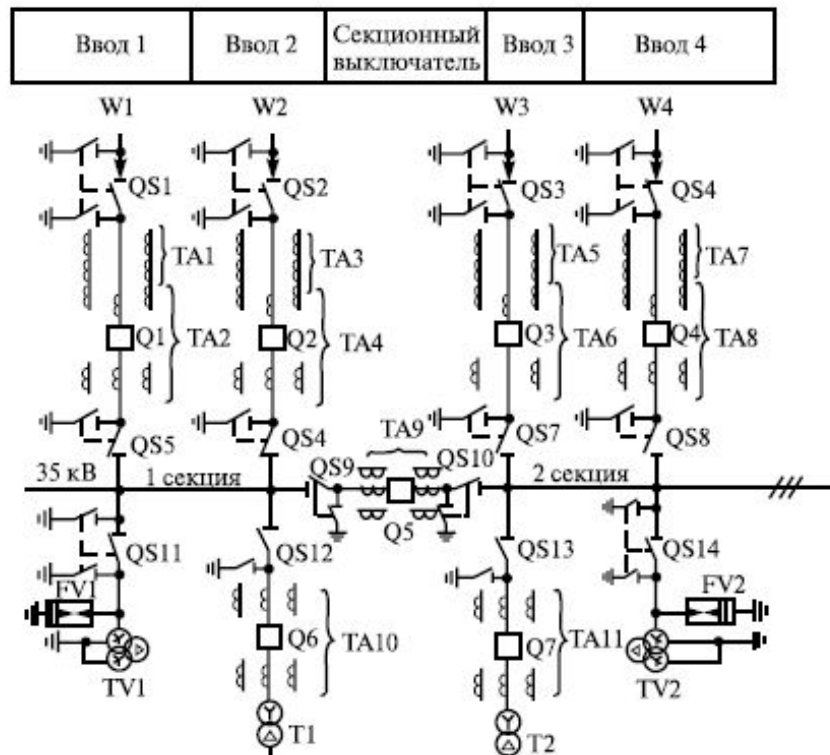 Ввод 1 Ввод 2 Секционный выключатель Ввод 3 Ввод 4
W1 W2 W3 W4
QS1 QS2 QS3 QS4
TA1 TA3 TA5 TA7
Q1 TA2 Q2 TA4 Q3 TA6 Q4 TA8
QS5 QS4 TA9 QS7 QS8
QS9 QS10
35 кВ 1 секция 2 секция
Q5
QS11 QS12 QS13 QS14
FV1 FV2
Q6 TA10 Q7 TA11
TV1 TV2
T1 T2